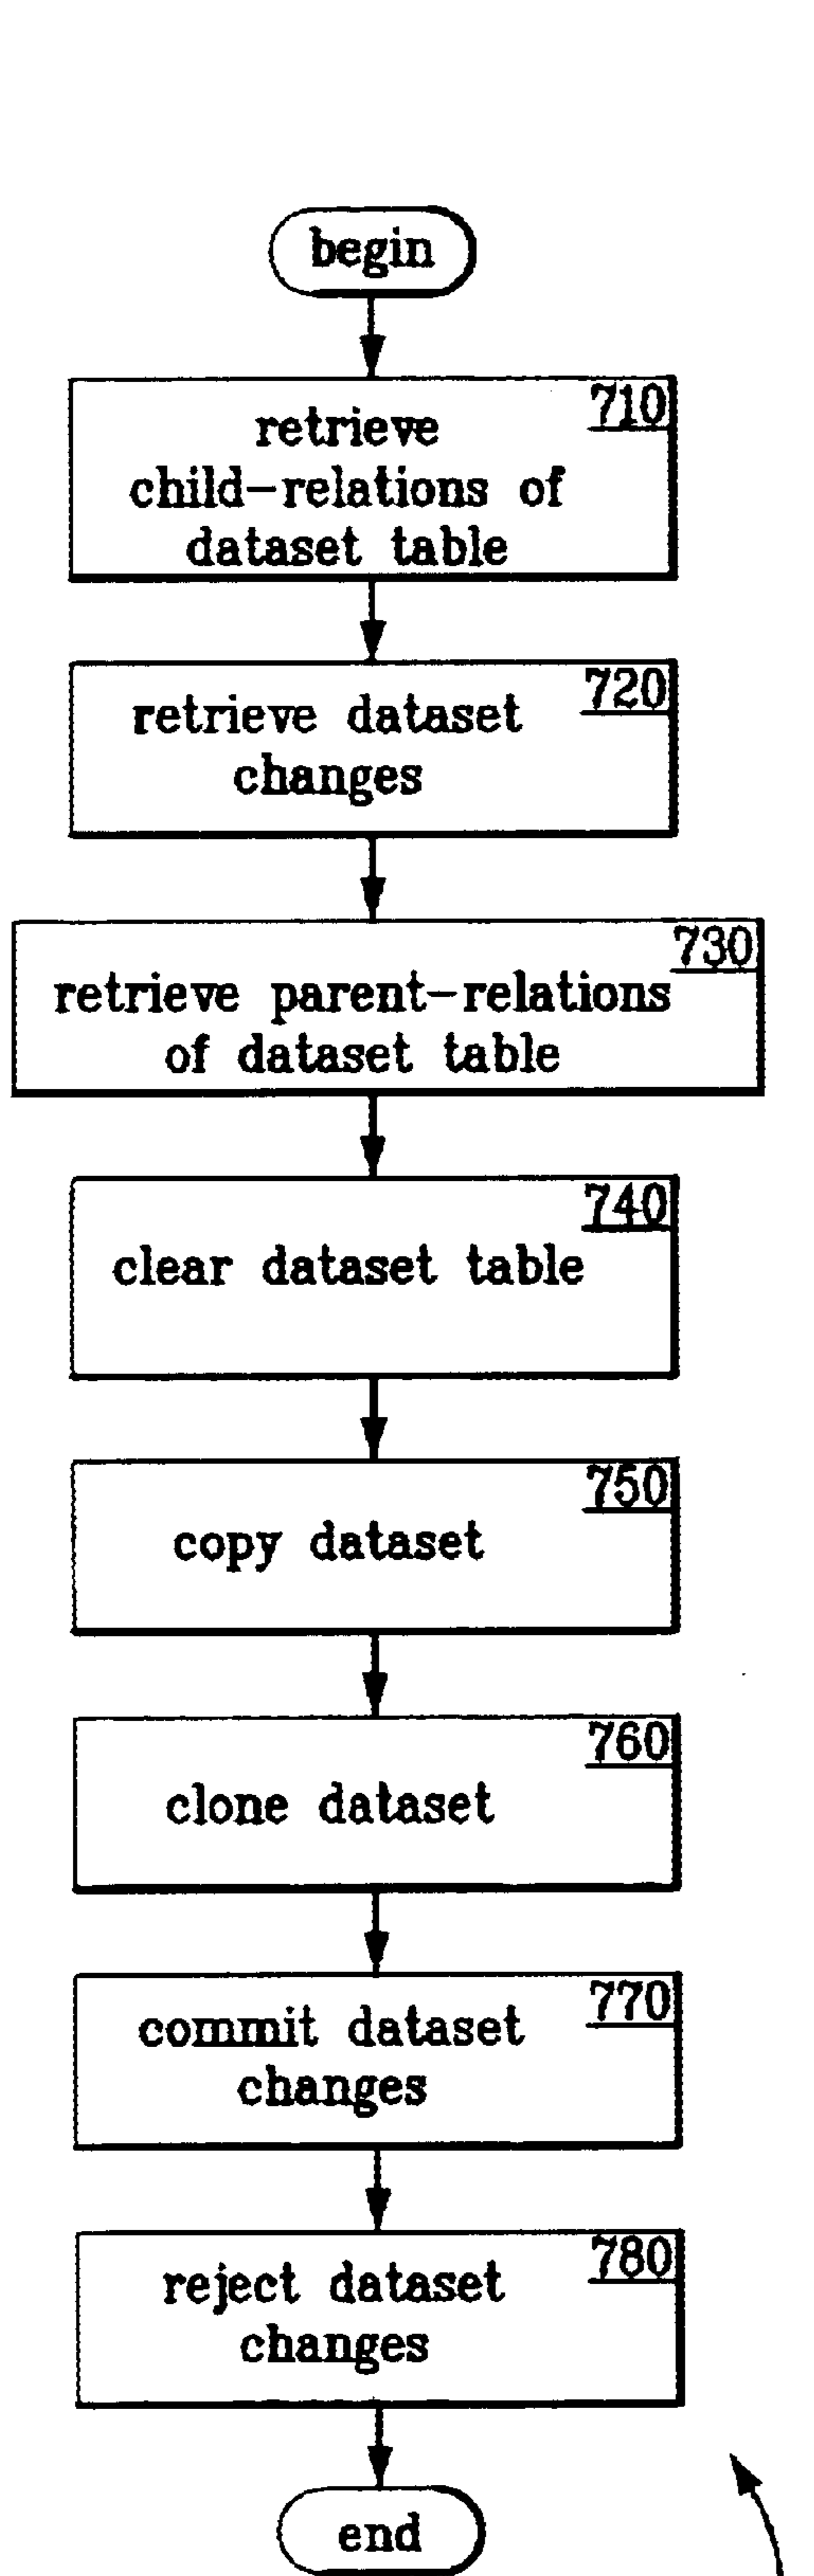 begin
710
retrieve
child-relations of
dataset table
720
retrieve dataset
changes
730
retrieve parent-relations
of dataset table
740
clear dataset table
750
copy dataset
760
clone dataset
770
commit dataset
changes
780
reject dataset
changes
end